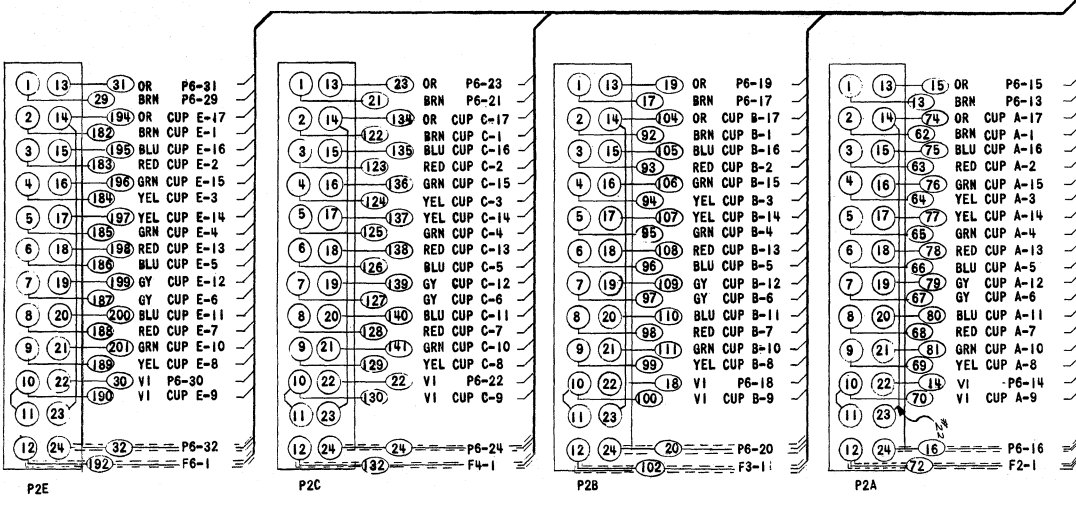 1 13 31 OR P6-31
29 BRN P6-29
2 14 194 OR CUP E-17
182 BRN CUP E-1
3 15 195 BLU CUP E-16
183 RED CUP E-2
4 16 196 GRN CUP E-15
184 YEL CUP E-3
5 17 197 YEL CUP E-14
185 GRN CUP E-4
6 18 198 RED CUP E-13
186 BLU CUP E-5
7 19 199 GY CUP E-12
187 GY CUP E-6
8 20 200 BLU CUP E-11
188 RED CUP E-7
9 21 201 GRN CUP E-10
189 YEL CUP E-8
10 22 30 VI P6-30
190 VI CUP E-9
11 23
12 24 32 P6-32
192 F6-1
P2E
1 13 23 OR P6-23
21 BRN P6-21
2 14 134 OR CUP C-17
122 BRN CUP C-1
3 15 135 BLU CUP C-16
123 RED CUP C-2
4 16 136 GRN CUP C-15
124 YEL CUP C-3
5 17 137 YEL CUP C-14
125 GRN CUP C-4
6 18 138 RED CUP C-13
126 BLU CUP C-5
7 19 139 GY CUP C-12
127 GY CUP C-6
8 20 140 BLU CUP C-11
128 RED CUP C-7
9 21 141 GRN CUP C-10
129 YEL CUP C-8
10 22 22 VI P6-22
130 VI CUP C-9
11 23
12 24 24 P6-24
132 F4-1
P2C
1 13 19 OR P6-19
17 BRN P6-17
2 14 104 OR CUP B-17
92 BRN CUP B-1
3 15 105 BLU CUP B-16
93 RED CUP B-2
4 16 106 GRN CUP B-15
94 YEL CUP B-3
5 17 107 YEL CUP B-14
95 GRN CUP B-4
6 18 108 RED CUP B-13
96 BLU CUP B-5
7 19 109 GY CUP B-12
97 GY CUP B-6
8 20 110 BLU CUP B-11
98 RED CUP B-7
9 21 111 GRN CUP B-10
99 YEL CUP B-8
10 22 18 VI P6-18
100 VI CUP B-9
11 23
12 24 20 P6-20
102 F3-1
P2B
1 13 15 OR P6-15
13 BRN P6-13
2 14 74 OR CUP A-17
62 BRN CUP A-1
3 15 75 BLU CUP A-16
63 RED CUP A-2
4 16 76 GRN CUP A-15
64 YEL CUP A-3
5 17 77 YEL CUP A-14
65 GRN CUP A-4
6 18 78 RED CUP A-13
66 BLU CUP A-5
7 19 79 GY CUP A-12
67 GY CUP A-6
8 20 80 BLU CUP A-11
68 RED CUP A-7
9 21 81 GRN CUP A-10
69 YEL CUP A-8
10 22 14 VI P6-14
70 VI CUP A-9
11 23
#22
12 24 16 P6-16
72 F2-1
P2A